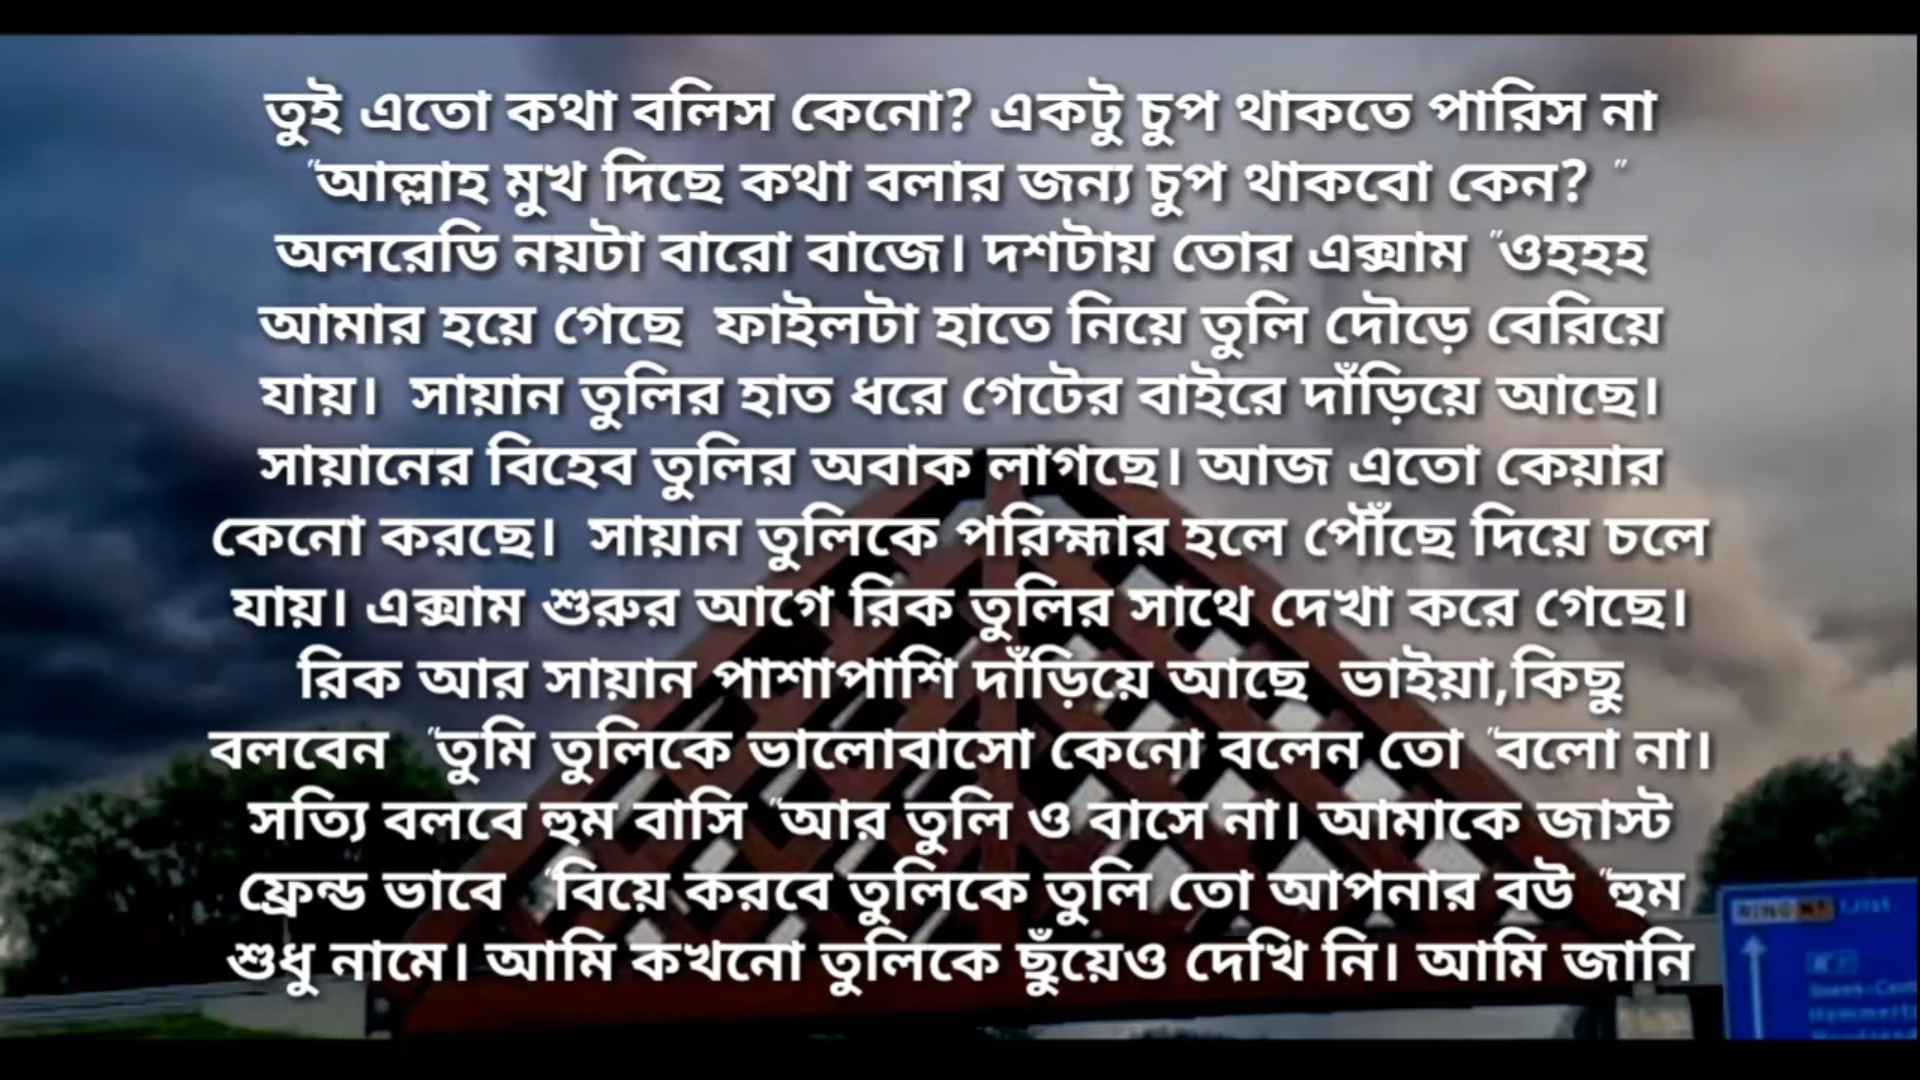 তুই এতো কথা বলিস কেনো? একটু চুপ থাকতে পারিস না
"আল্লাহ মুখ দিছে কথা বলার জন্য চুপ থাকবো কেন? "
অলরেডি নয়টা বারো বাজে। দশটায় তোর এক্সাম "ওহহহ
আমার হয়ে গেছে ফাইলটা হাতে নিয়ে তুলি দৌড়ে বেরিয়ে
যায়। সায়ান তুলির হাত ধরে গেটের বাইরে দাঁড়িয়ে আছে।
সায়ানের বিহেব তুলির অবাক লাগছে। আজ এতো কেয়ার
কেনো করছে। সায়ান তুলিকে পরিহ্মার হলে পৌঁছে দিয়ে চলে
যায়। এক্সাম শুরুর আগে রিক তুলির সাথে দেখা করে গেছে।
রিক আর সায়ান পাশাপাশি দাঁড়িয়ে আছে ভাইয়া,কিছু
বলবেন "তুমি তুলিকে ভালোবাসো কেনো বলেন তো "বলো না।
সত্যি বলবে হুম বাসি "আর তুলি ও বাসে না। আমাকে জাস্ট
ফ্রেন্ড ভাবে "বিয়ে করবে তুলিকে তুলি তো আপনার বউ "হুম
শুধু নামে। আমি কখনো তুলিকে ছুঁয়েও দেখি নি। আমি জানি
RING N1